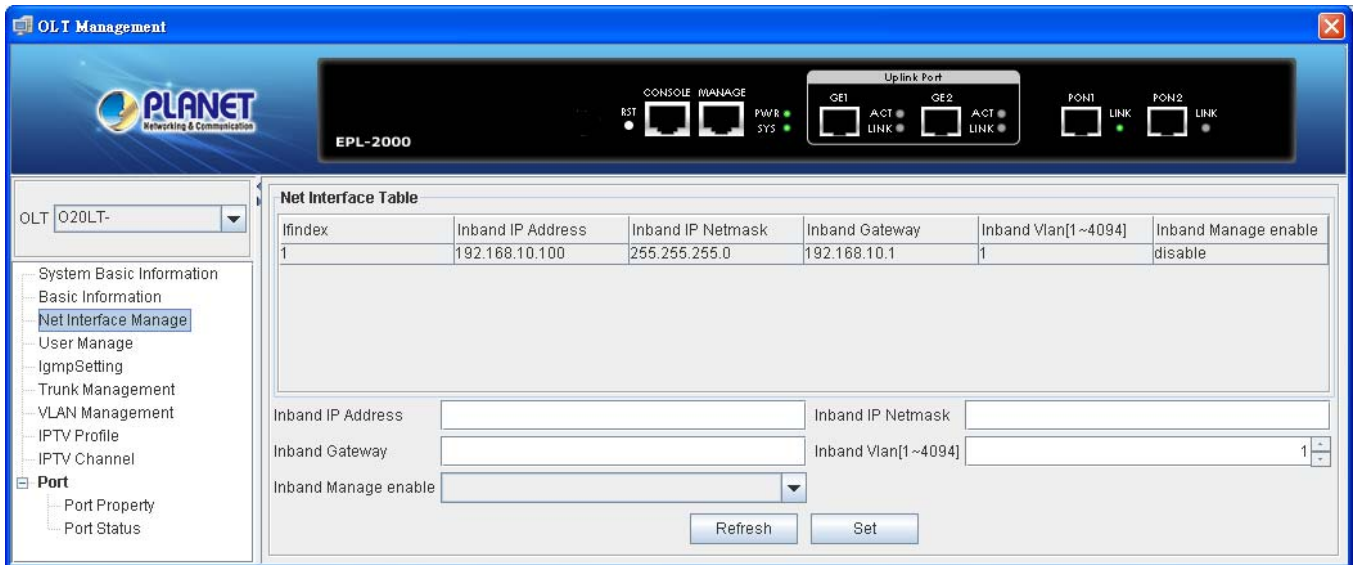 OLT Management
PLANET
Networking & Communication
EPL-2000
RST
CONSOLE MANAGE
PWR
SYS
Uplink Port
GE1
ACT
LINK
GE2
ACT
LINK
PON1
LINK
PON2
LINK
OLT O20LT-
System Basic Information
Basic Information
Net Interface Manage
User Manage
IgmpSetting
Trunk Management
VLAN Management
IPTV Profile
IPTV Channel
Port
Port Property
Port Status
Net Interface Table
Ifindex Inband IP Address Inband IP Netmask Inband Gateway Inband Vlan[1~4094] Inband Manage enable
1 192.168.10.100 255.255.255.0 192.168.10.1 1 disable
Inband IP Address Inband IP Netmask
Inband Gateway Inband Vlan[1~4094] 1
Inband Manage enable
Refresh Set